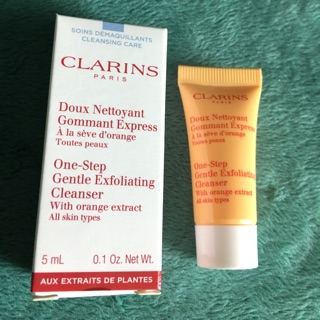 SOINS DÉMAQUILLANTS
CLEANSING CARE
CLARINS
PARIS
Doux Nettoyant
Gommant Express
À la sève d'orange
Toutes peaux
One-Step
Gentle Exfoliating
Cleanser
With orange extract
All skin types
5 mL 0.1 Oz. Net Wt.
AUX EXTRAITS DE PLANTES
CLARINS
PARIS
Doux Nettoyant
Gommant Express
À la sève d'orange
Toutes peaux
One-Step
Gentle Exfoliating
Cleanser
With orange extract
All skin types